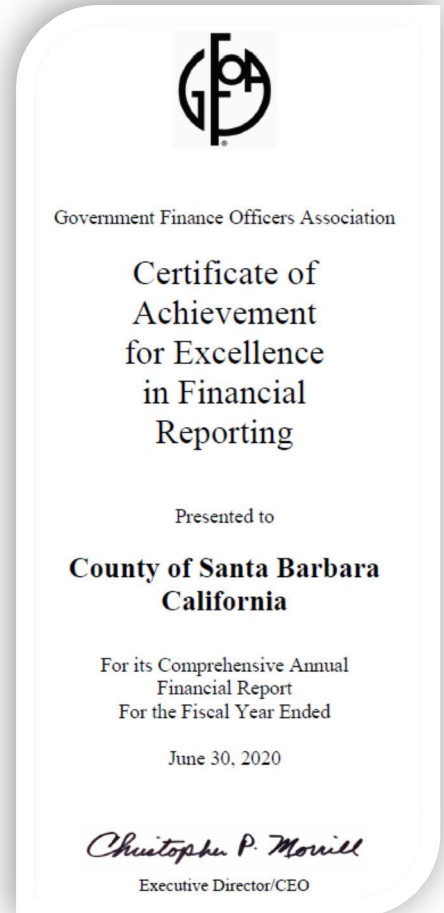 GFOA
®
Government Finance Officers Association
Certificate of
Achievement
for Excellence
in Financial
Reporting
Presented to
County of Santa Barbara
California
For its Comprehensive Annual
Financial Report
For the Fiscal Year Ended
June 30, 2020
Christopher P. Morrill
Executive Director/CEO